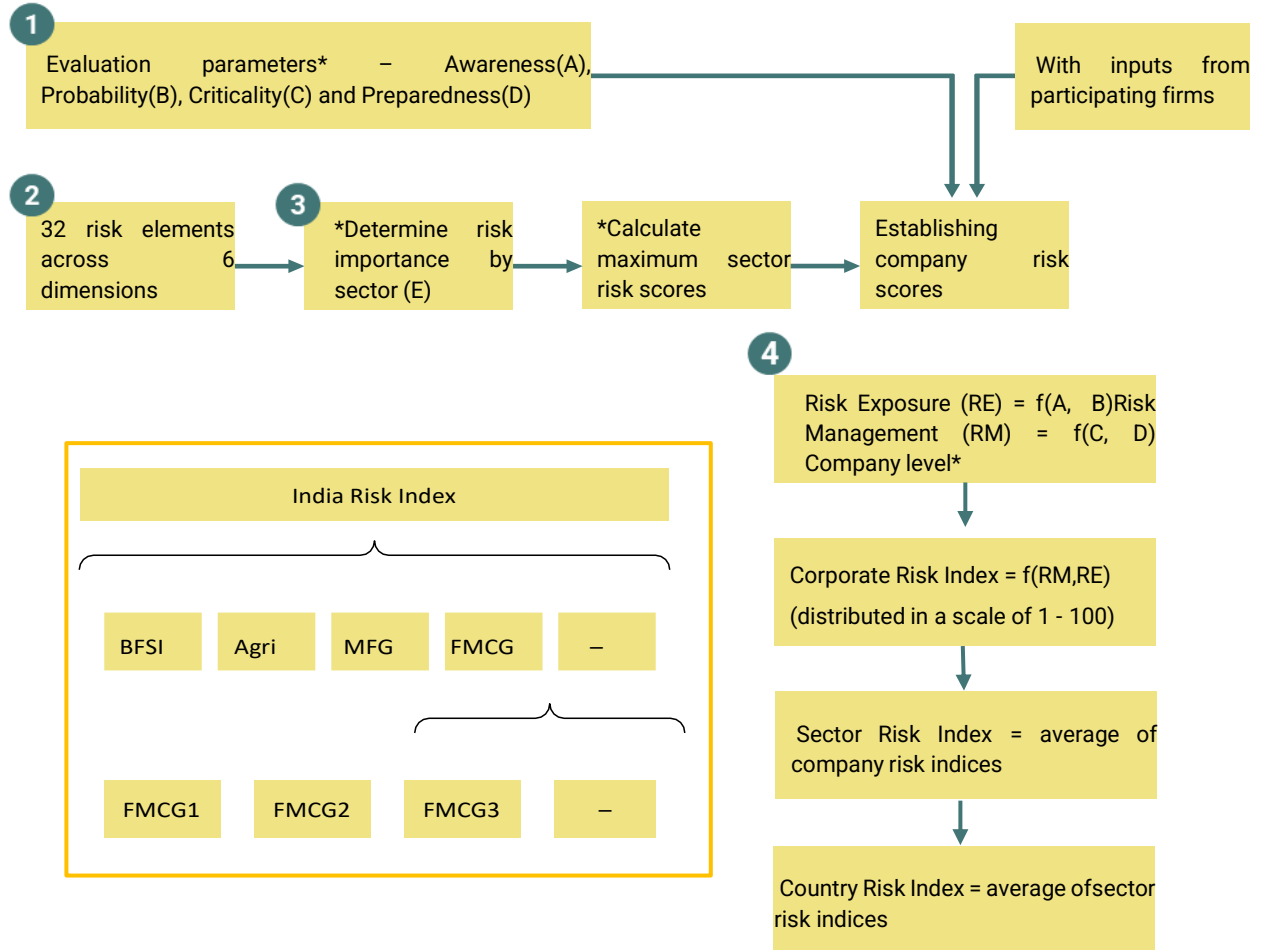 1
Evaluation parameters* – Awareness(A),
Probability(B), Criticality(C) and Preparedness(D)
With inputs from
participating firms
2
32 risk elements
across 6
dimensions
3
*Determine risk
importance by
sector (E)
*Calculate
maximum sector
risk scores
Establishing
company risk
scores
4
Risk Exposure (RE) = f(A, B)Risk
Management (RM) = f(C, D)
Company level*
Corporate Risk Index = f(RM,RE)
(distributed in a scale of 1 - 100)
Sector Risk Index = average of
company risk indices
Country Risk Index = average ofsector
risk indices
India Risk Index
BFSI
Agri
MFG
FMCG
–
FMCG1
FMCG2
FMCG3
–